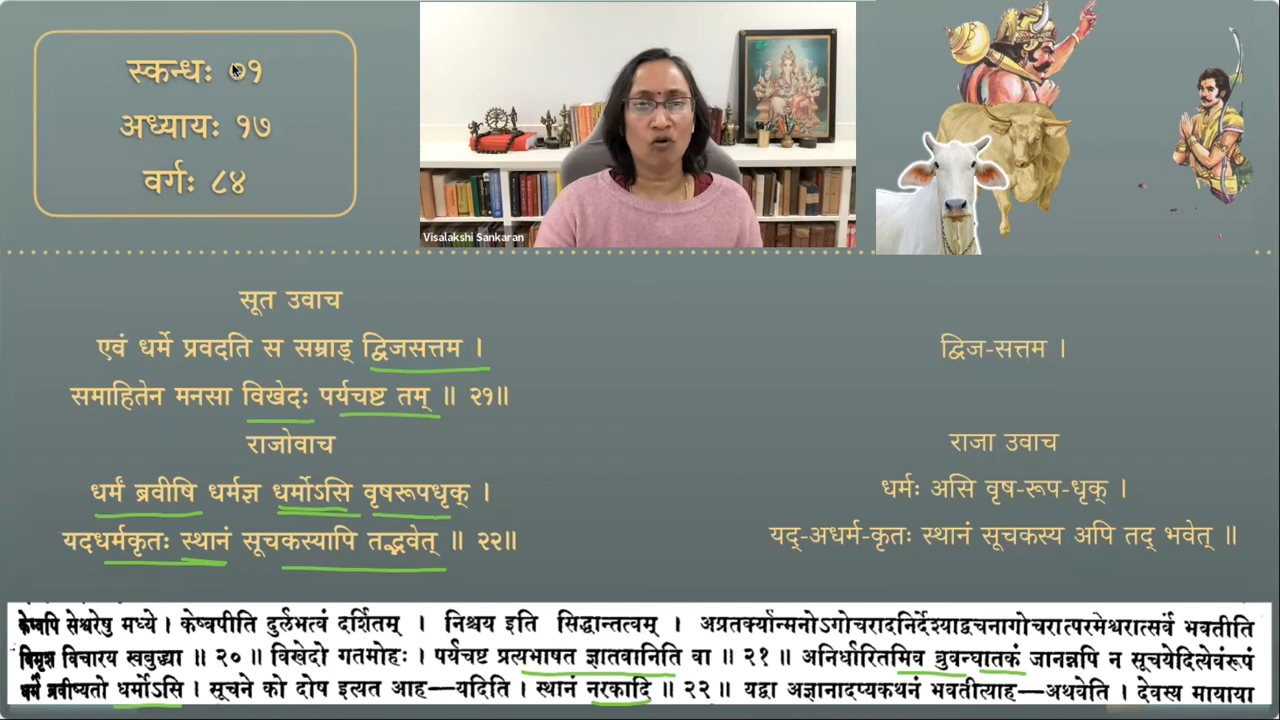 स्कन्धः ०१
अध्यायः १७
वर्गः ८४
Visalakshi Sankaran
सूत उवाच
एवं धर्मे प्रवदति स सम्राड् द्विजसत्तम ।
समाहितेन मनसा विखेदः पर्यचष्ट तम् ॥ २१॥
राजोवाच
धर्मं ब्रवीषि धर्मज्ञ धर्मोऽसि वृषरूपधृक् ।
यदधर्मकृतः स्थानं सूचकस्यापि तद्भवेत् ॥ २२॥
द्विज-सत्तम ।
राजा उवाच
धर्मः असि वृष-रूप-धृक् ।
यद्-अधर्म-कृतः स्थानं सूचकस्य अपि तद् भवेत् ॥
केष्वपि सेश्वरेषु मध्ये । केष्वपीति दुर्लभत्वं दर्शितम् । निश्चय इति सिद्धान्तत्वम् । अप्रतर्क्यान्मनोऽगोचरादनिर्देश्याद्वचनागोचरात्परमेश्वरात्सर्वं भवतीति
विमृश विचारय स्वबुद्ध्या ॥ २० ॥ विखेदो गतमोहः । पर्यचष्ट प्रत्यभाषत ज्ञातवानिति वा ॥ २१ ॥ अनिर्धारितमिव ब्रुवन्घातकं जानन्नपि न सूचयेदित्येवंरूपं
धर्मं ब्रवीष्यतो धर्मोऽसि । सूचने को दोष इत्यत आह—यदिति । स्थानं नरकादि ॥ २२ ॥ यद्वा अज्ञानादप्यकथनं भवतीत्याह—अथवेति । देवस्य मायाया